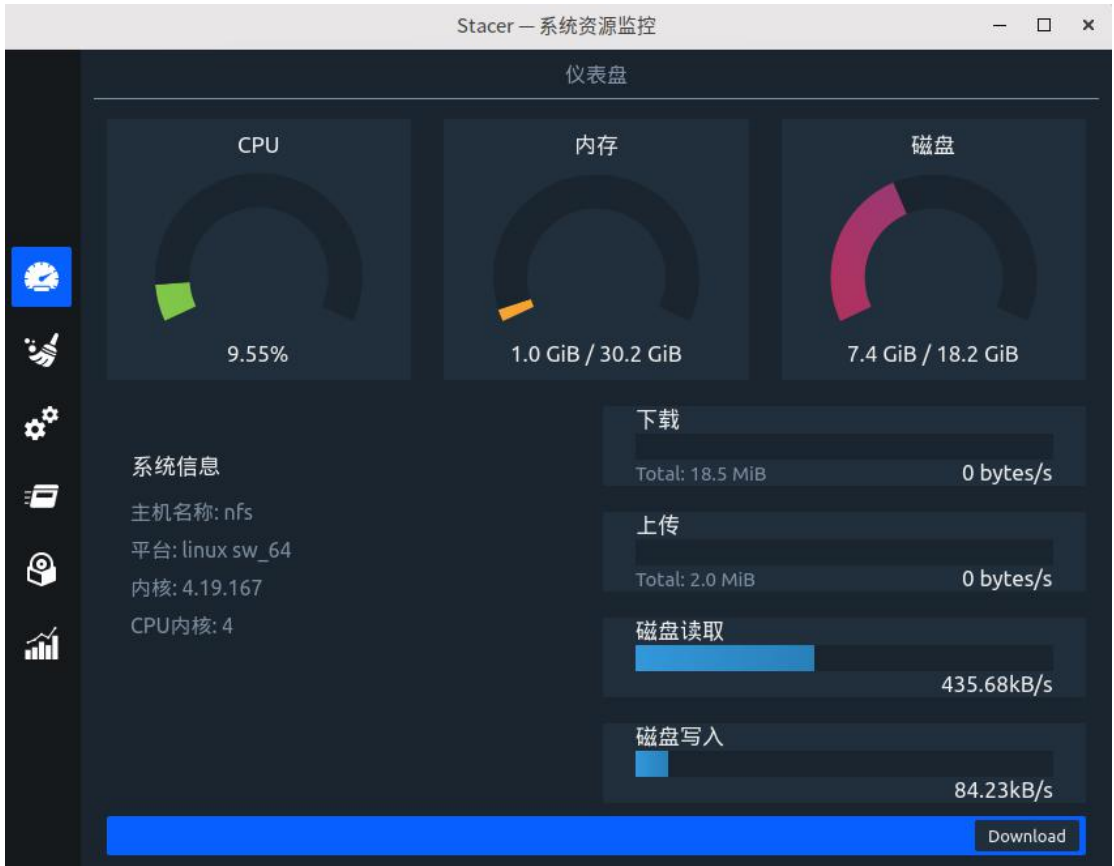 Stacer — 系统资源监控
仪表盘
CPU
9.55%
内存
1.0 GiB / 30.2 GiB
磁盘
7.4 GiB / 18.2 GiB
系统信息
主机名称: nfs
平台: linux sw_64
内核: 4.19.167
CPU内核: 4
下载
Total: 18.5 MiB 0 bytes/s
上传
Total: 2.0 MiB 0 bytes/s
磁盘读取
435.68kB/s
磁盘写入
84.23kB/s
Download